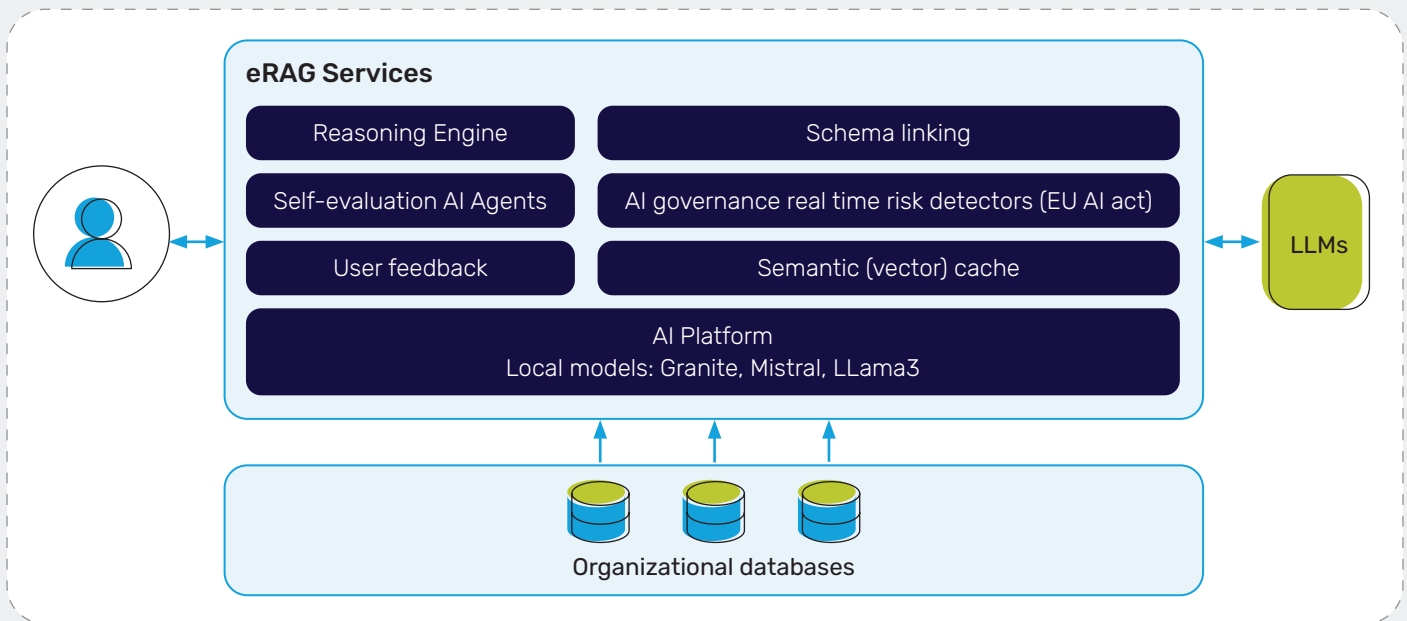 eRAG Services
Reasoning Engine
Schema linking
Self-evaluation AI Agents
AI governance real time risk detectors (EU AI act)
User feedback
Semantic (vector) cache
AI Platform
Local models: Granite, Mistral, LLama3
LLMs
Organizational databases